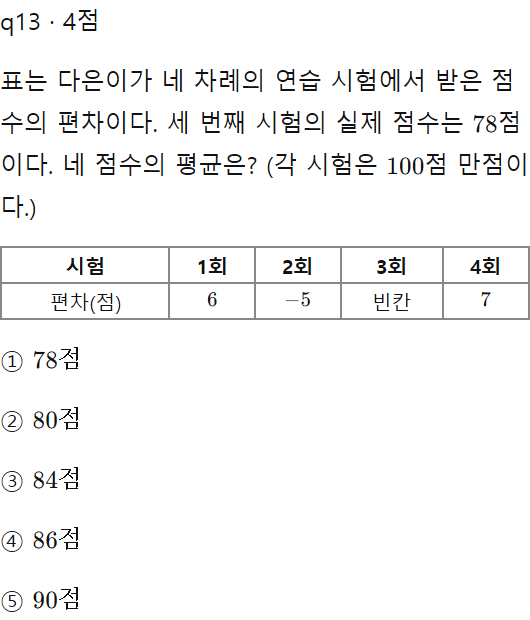 q13 · 4점
표는 다은이가 네 차례의 연습 시험에서 받은 점
수의 편차이다. 세 번째 시험의 실제 점수는 78점
이다. 네 점수의 평균은? (각 시험은 100점 만점이
다.)
시험 1회 2회 3회 4회
편차(점) 6 −5 빈칸 7
① 78점
② 80점
③ 84점
④ 86점
⑤ 90점